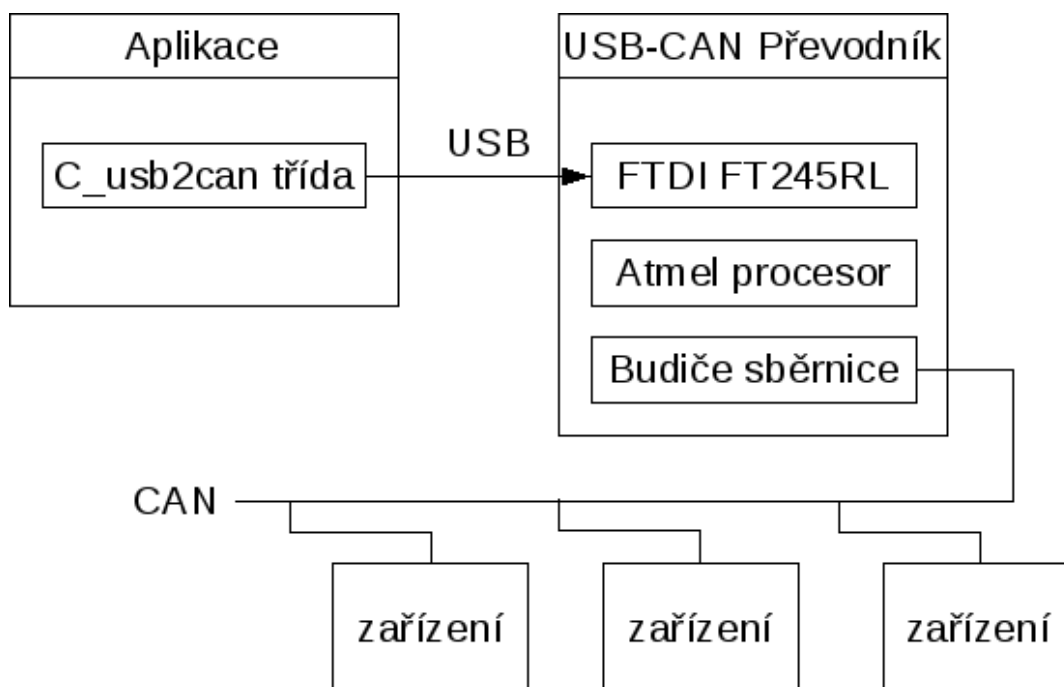 Aplikace
USB-CAN Převodník
C_usb2can třída
USB
FTDI FT245RL
Atmel procesor
Budiče sběrnice
CAN
zařízení
zařízení
zařízení